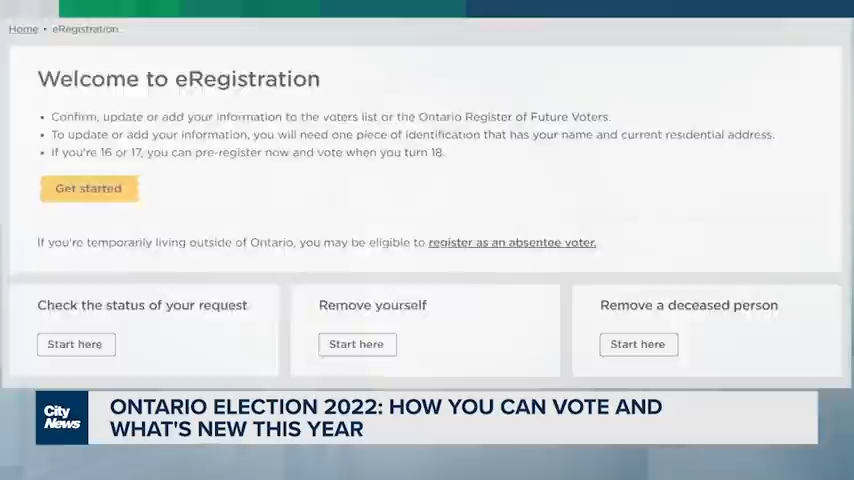 Home • eRegistration
Welcome to eRegistration
• Confirm, update or add your information to the voters list or the Ontario Register of Future Voters.
• To update or add your information, you will need one piece of identification that has your name and current residential address.
• If you're 16 or 17, you can pre-register now and vote when you turn 18.
Get started
If you're temporarily living outside of Ontario, you may be eligible to register as an absentee voter.
Check the status of your request
Remove yourself
Remove a deceased person
Start here
Start here
Start here
City
News
ONTARIO ELECTION 2022: HOW YOU CAN VOTE AND
WHAT'S NEW THIS YEAR